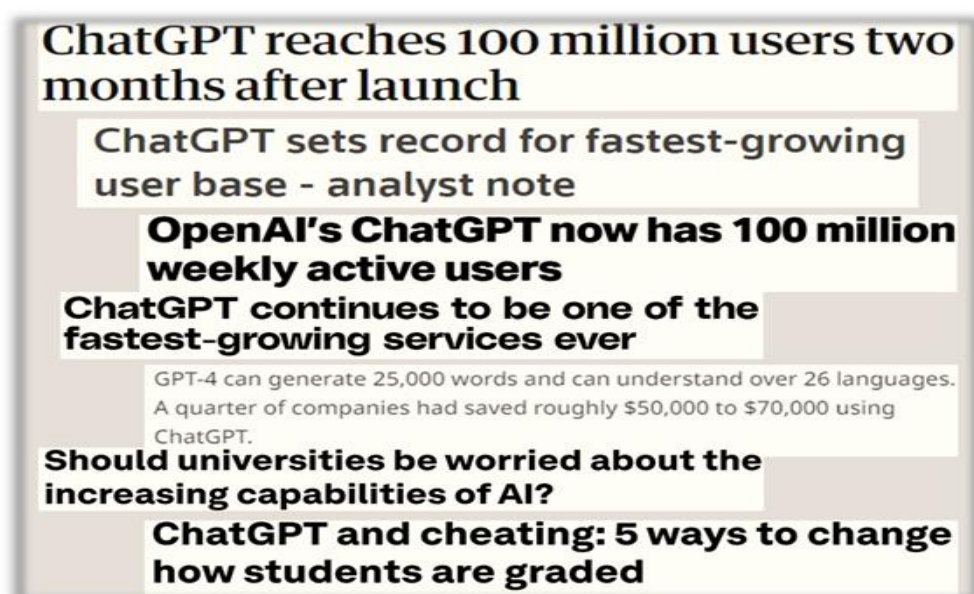 ChatGPT reaches 100 million users two
months after launch
ChatGPT sets record for fastest-growing
user base - analyst note
OpenAI's ChatGPT now has 100 million
weekly active users
ChatGPT continues to be one of the
fastest-growing services ever
GPT-4 can generate 25,000 words and can understand over 26 languages.
A quarter of companies had saved roughly $50,000 to $70,000 using
ChatGPT.
Should universities be worried about the
increasing capabilities of AI?
ChatGPT and cheating: 5 ways to change
how students are graded